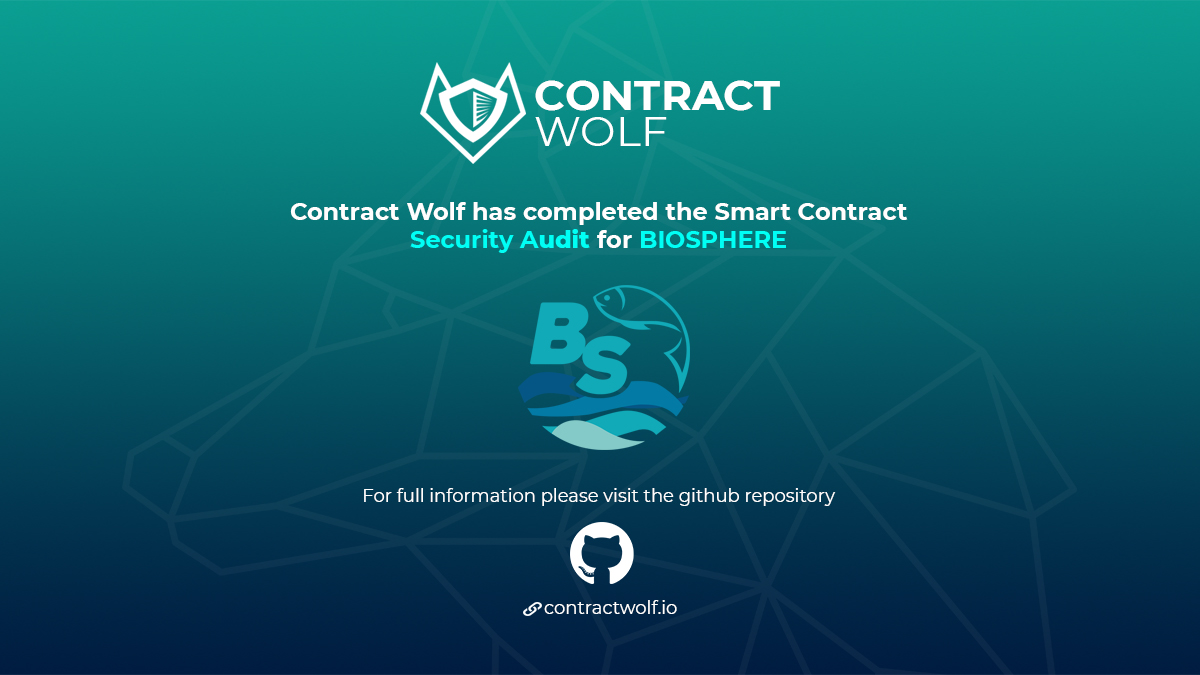 CONTRACT
WOLF
Contract Wolf has completed the Smart Contract
Security Audit for BIOSPHERE
BS
For full information please visit the github repository
contractwolf.io